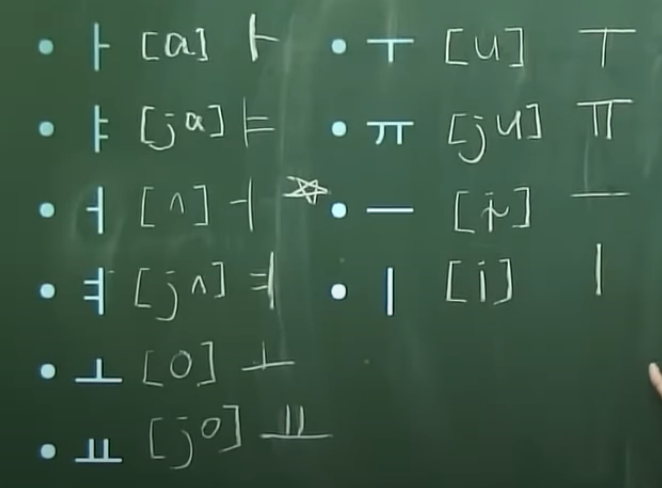 • ㅏ [a] ㅏ
• ㅑ [ja] ㅑ
• ㅓ [ʌ] ㅓ ☆
• ㅕ [jʌ] ㅕ
• ㅗ [o] ㅗ
• ㅛ [jo] ㅛ
• ㅜ [u] ㅜ
• ㅠ [ju] ㅠ
• ㅡ [ɨ] ㅡ
• ㅣ [i] ㅣ